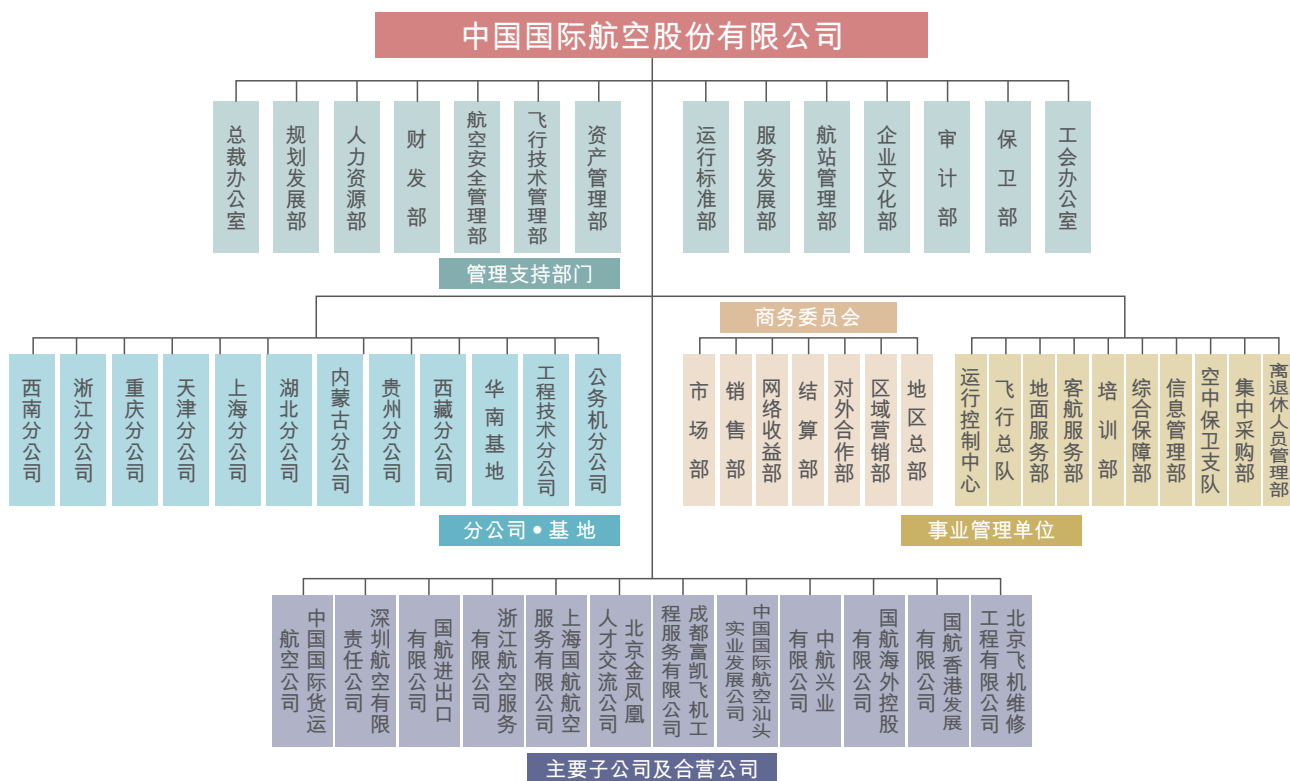 中国国际航空股份有限公司
总裁办公室
规划发展部
人力资源部
财发部
航空安全管理部
飞行技术管理部
资产管理部
运行标准部
服务发展部
航站管理部
企业文化部
审计部
保卫部
工会办公室
管理支持部门
商务委员会
西南分公司
浙江分公司
重庆分公司
天津分公司
上海分公司
湖北分公司
内蒙古分公司
贵州分公司
西藏分公司
华南基地
工程技术分公司
公务机分公司
市场部
销售部
网络收益部
结算部
对外合作部
区域营销部
地区总部
运行控制中心
飞行总队
地面服务部
客舱服务部
培训部
综合保障部
信息管理部
空中保卫支队
集中采购部
离退休人员管理部
分公司•基 地
事业管理单位
中国国际货运
航空公司
深圳航空有限
责任公司
国航进出口
有限公司
浙江航空服务
有限公司
上海国航航空
服务有限公司
北京金凤凰
人才交流公司
成都富凯飞机工
程服务有限公司
中国国际航空汕头
实业发展公司
中航兴业
有限公司
国航海外控股
有限公司
国航香港发展
有限公司
北京飞机维修
工程有限公司
主要子公司及合营公司